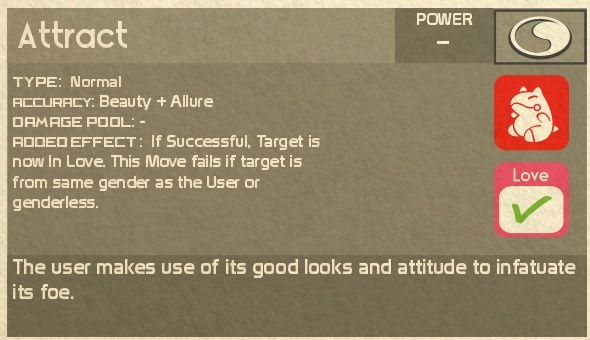 Attract
POWER
–
TYPE: Normal
ACCURACY: Beauty + Allure
DAMAGE POOL: -
ADDED EFFECT: If Successful, Target is
now In Love. This Move fails if target is
from same gender as the User or
genderless.
Love
The user makes use of its good looks and attitude to infatuate
its foe.